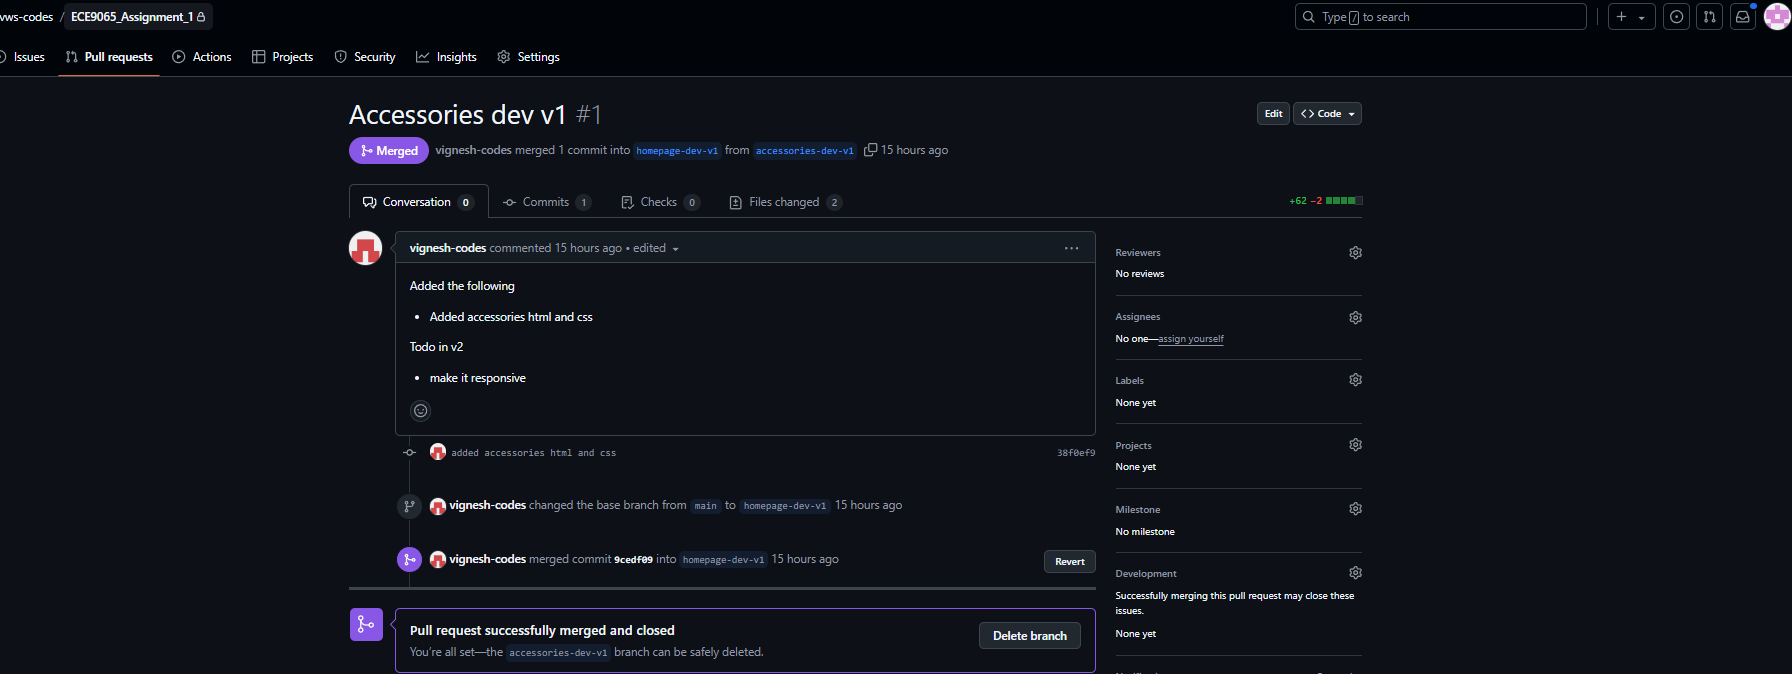 vws-codes / ECE9065_Assignment_1
Type / to search
Issues
Pull requests
Actions
Projects
Security
Insights
Settings
Accessories dev v1 #1
Edit
Code
Merged
vignesh-codes merged 1 commit into homepage-dev-v1 from accessories-dev-v1 15 hours ago
Conversation 0
Commits 1
Checks 0
Files changed 2
+62 −2
vignesh-codes commented 15 hours ago • edited
Added the following
• Added accessories html and css
Todo in v2
• make it responsive
added accessories html and css
38f0ef9
vignesh-codes changed the base branch from main to homepage-dev-v1 15 hours ago
vignesh-codes merged commit 9cedf09 into homepage-dev-v1 15 hours ago
Revert
Pull request successfully merged and closed
You're all set—the accessories-dev-v1 branch can be safely deleted.
Delete branch
Reviewers
No reviews
Assignees
No one—assign yourself
Labels
None yet
Projects
None yet
Milestone
No milestone
Development
Successfully merging this pull request may close these
issues.
None yet